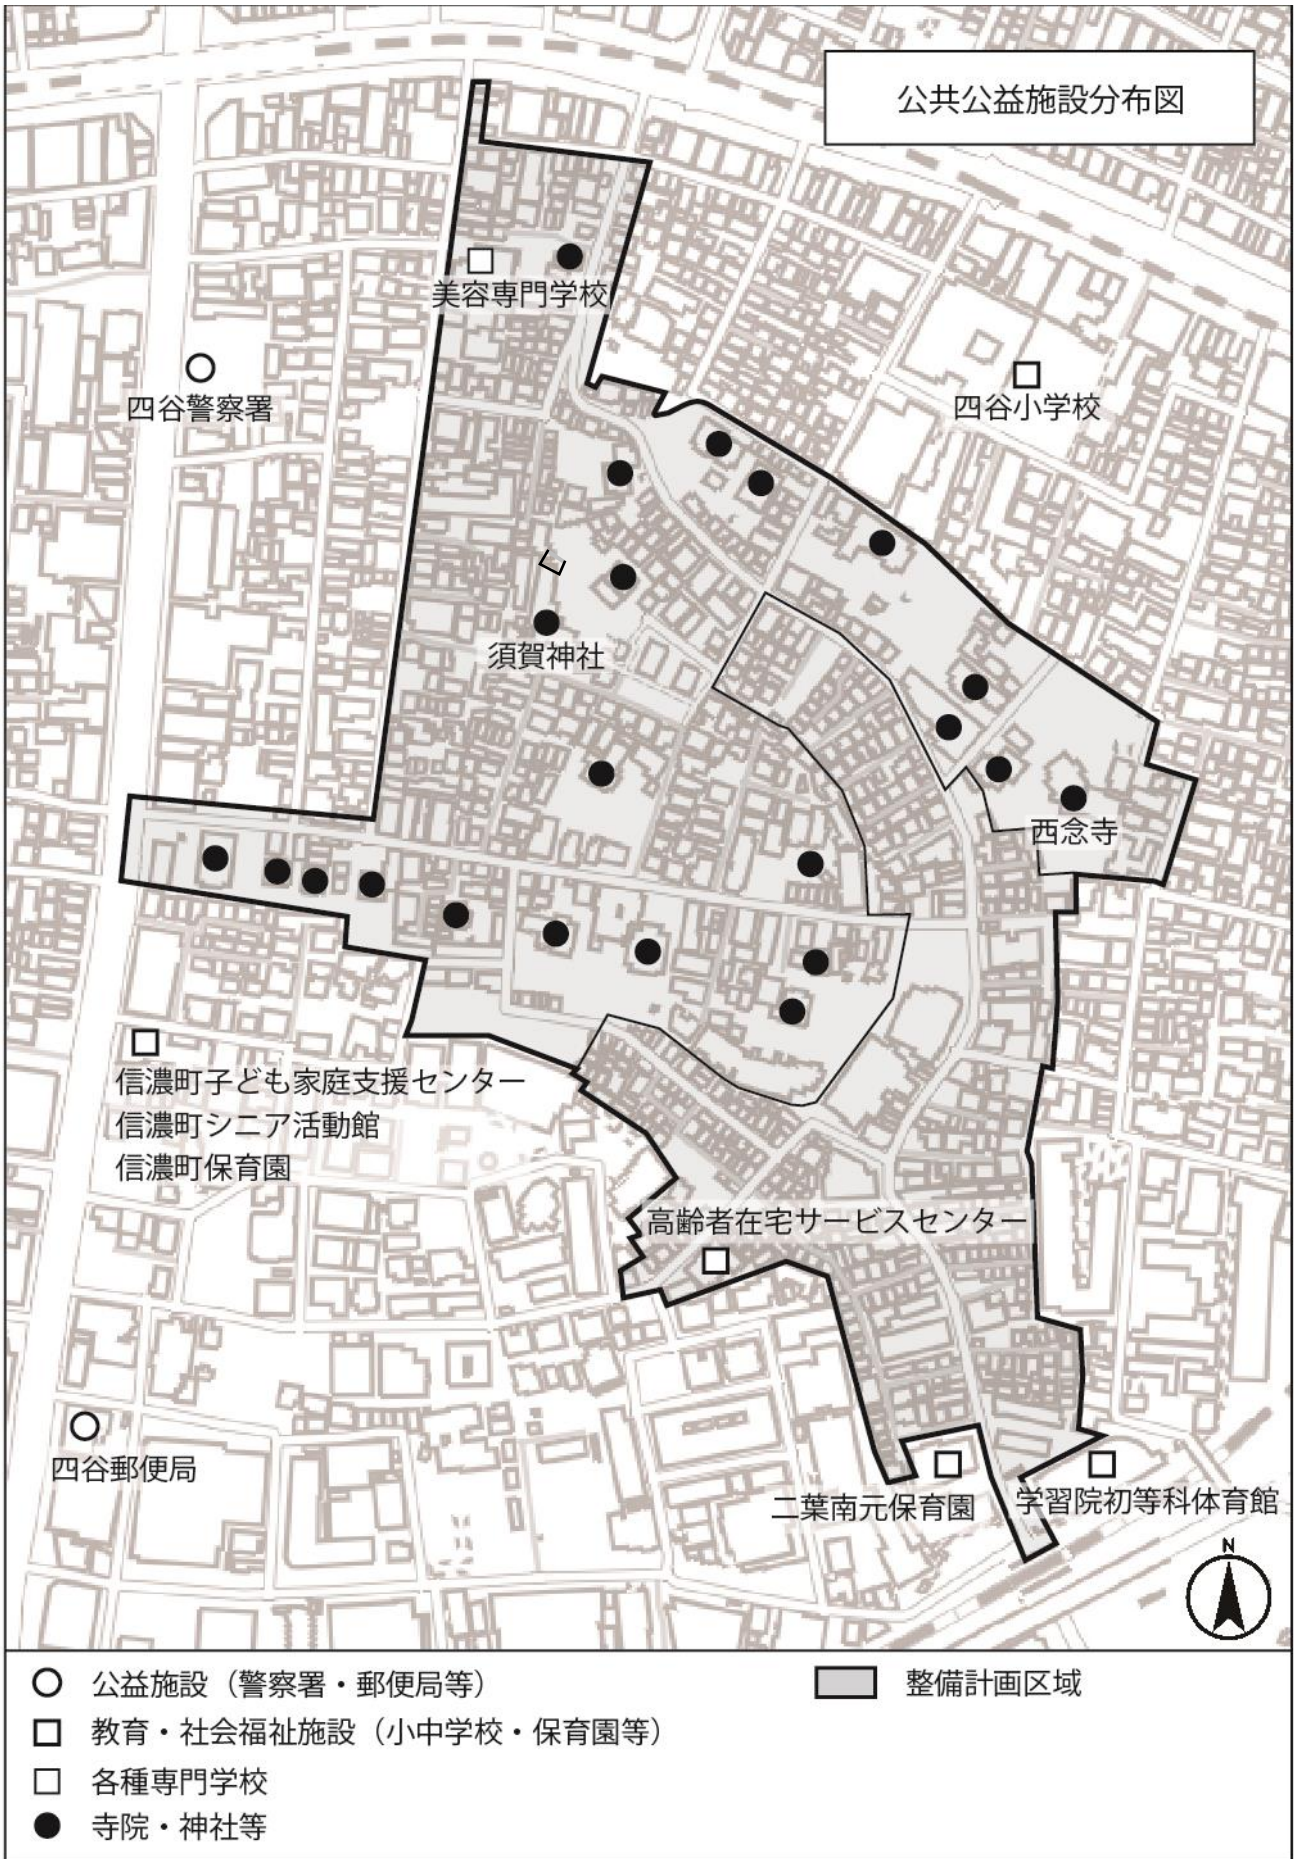 公共公益施設分布図
美容専門学校
四谷警察署
四谷小学校
須賀神社
西念寺
信濃町子ども家庭支援センター
信濃町シニア活動館
信濃町保育園
高齢者在宅サービスセンター
四谷郵便局
二葉南元保育園
学習院初等科体育館
N
公益施設（警察署・郵便局等）
整備計画区域
教育・社会福祉施設（小中学校・保育園等）
各種専門学校
寺院・神社等